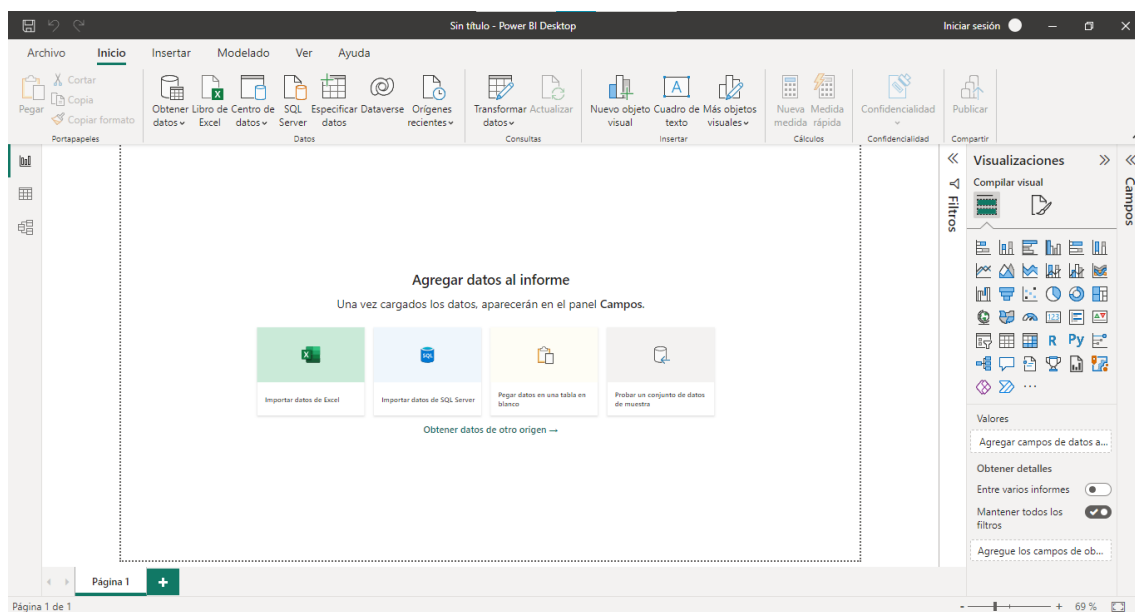 Sin título - Power BI Desktop
Iniciar sesión
Archivo Inicio Insertar Modelado Ver Ayuda
Pegar
Cortar
Copia
Copiar formato
Portapapeles
Obtener datos
Libro de Excel
Centro de datos
SQL Server
Especificar datos
Dataverse
Orígenes recientes
Datos
Transformar datos
Actualizar
Consultas
Nuevo objeto visual
Cuadro de texto
Más objetos visuales
Insertar
Nueva medida
Medida rápida
Cálculos
Confidencialidad
Confidencialidad
Publicar
Compartir
Agregar datos al informe
Una vez cargados los datos, aparecerán en el panel Campos.
SQL
Importar datos de Excel
Importar datos de SQL Server
Pegar datos en una tabla en
blanco
Probar un conjunto de datos
de muestra
Obtener datos de otro origen →
Filtros
Visualizaciones
Compilar visual
123
R Py
Valores
Agregar campos de datos a...
Obtener detalles
Entre varios informes
Mantener todos los
filtros
Agregue los campos de ob...
Campos
Página 1
+
Página 1 de 1
- + 69 %